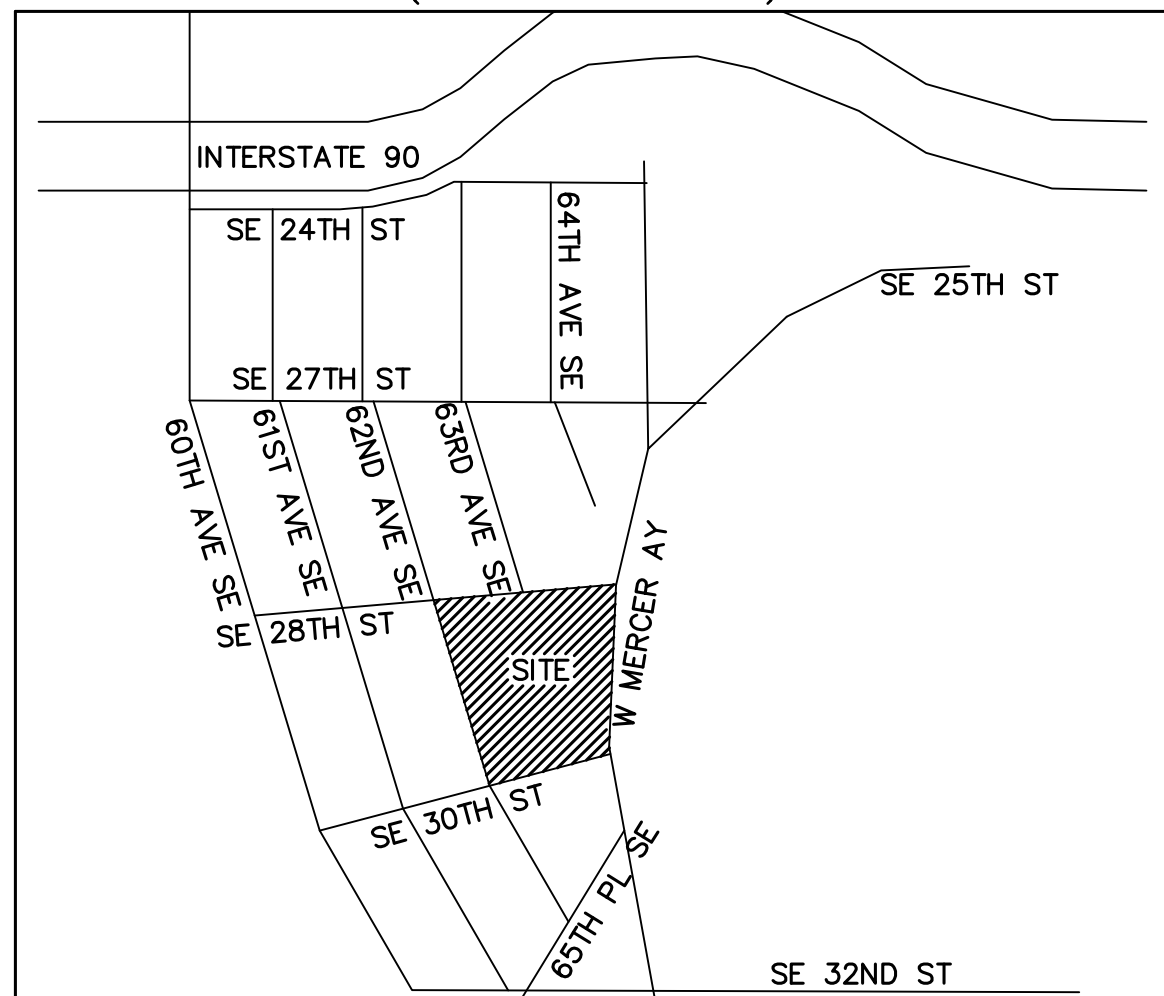 INTERSTATE 90
SE 24TH ST
64TH AVE SE
SE 25TH ST
SE 27TH ST
60TH AVE SE
61ST AVE SE
62ND AVE SE
63RD AVE SE
W MERCER AY
SE 28TH ST
SITE
SE 30TH ST
65TH PL SE
SE 32ND ST